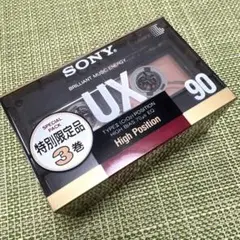 SONY
BRILLIANT MUSIC ENERGY
UX
90
TYPE II (CrO2) POSITION
HIGH BIAS 70μs EQ
High Position
SPECIAL
PACK
特別限定品
3巻